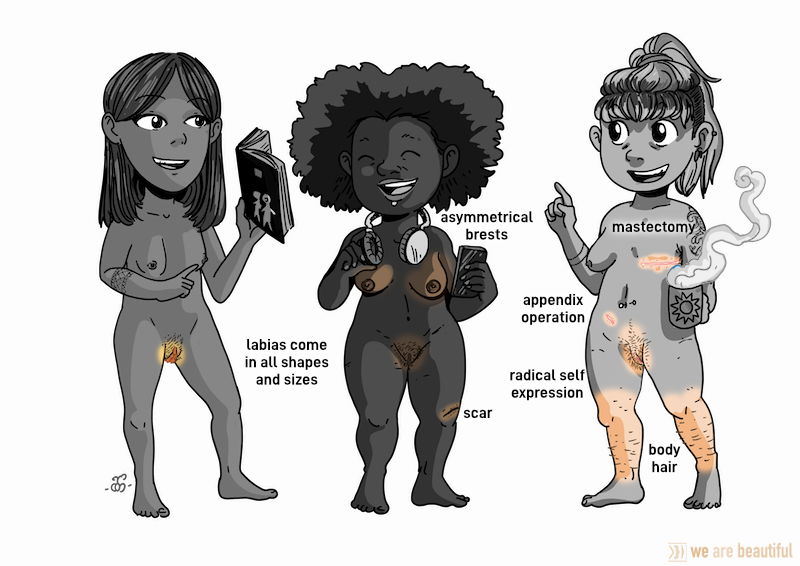 asymmetrical
brests
mastectomy
appendix
operation
labias come
in all shapes
and sizes
radical self
expression
scar
body
hair
we are beautiful